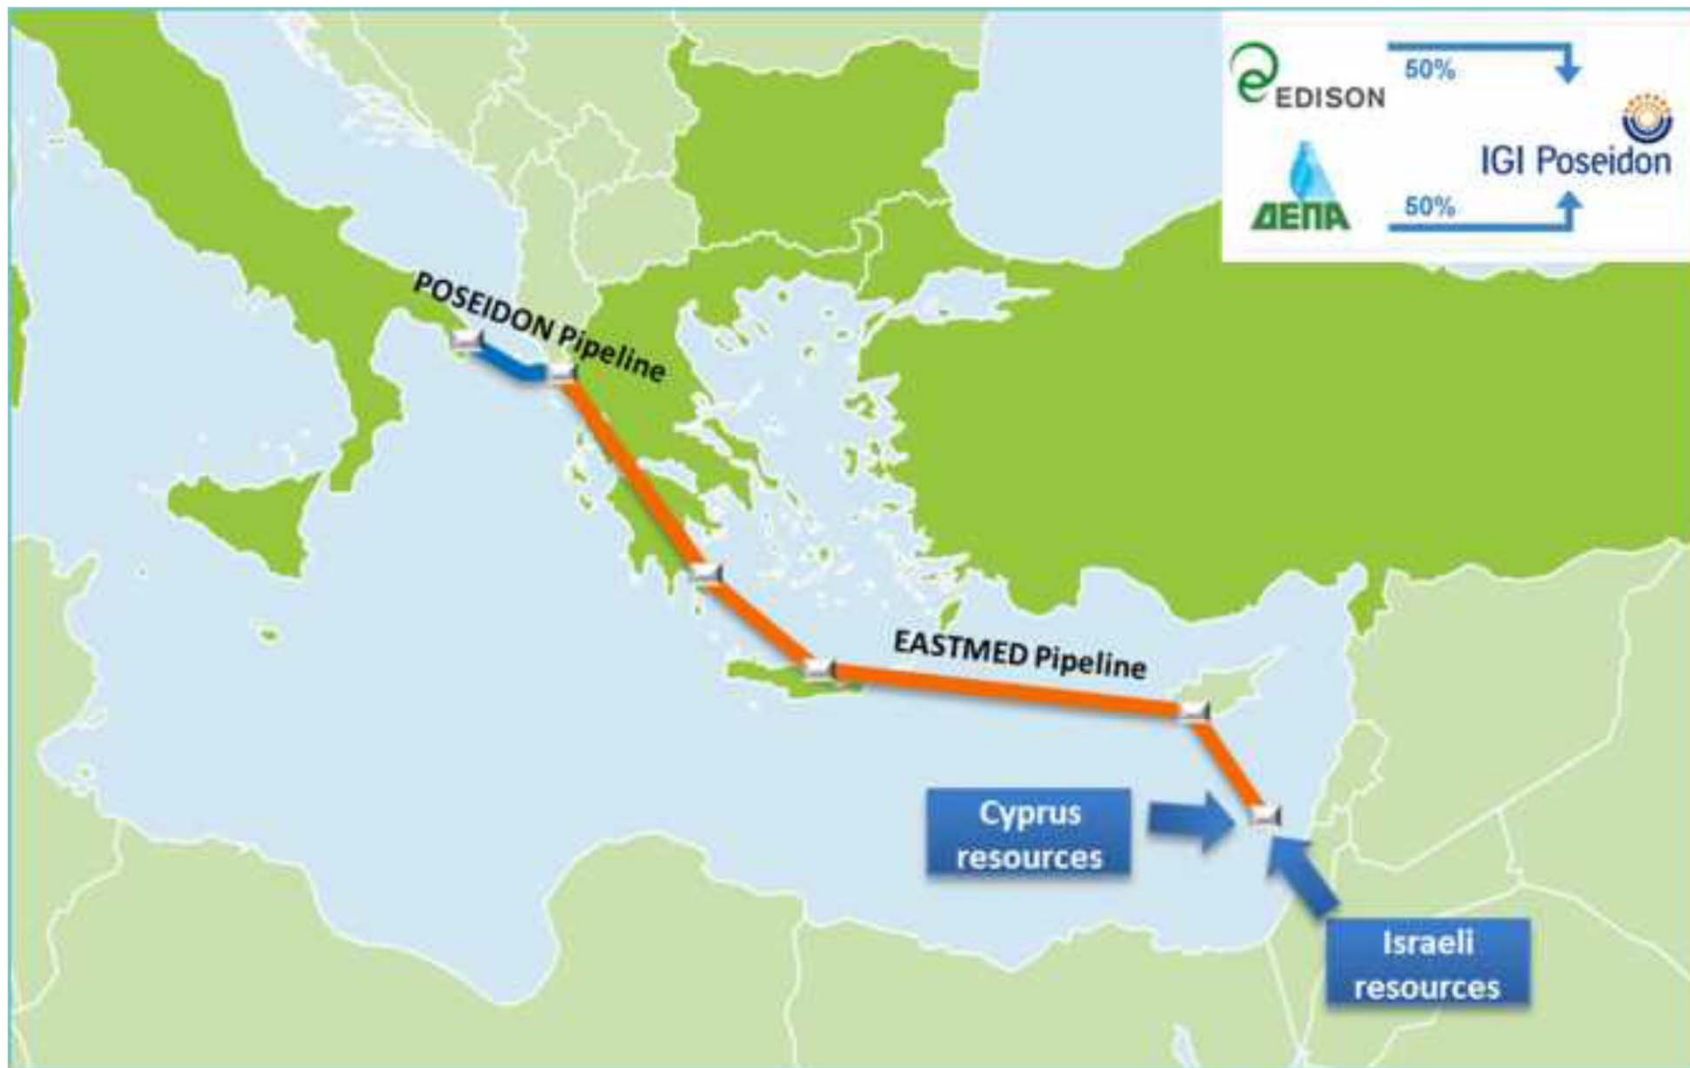 EDISON
50%
IGI Poseidon
ΔΕΠΑ
50%
POSEIDON Pipeline
EASTMED Pipeline
Cyprus
resources
Israeli
resources